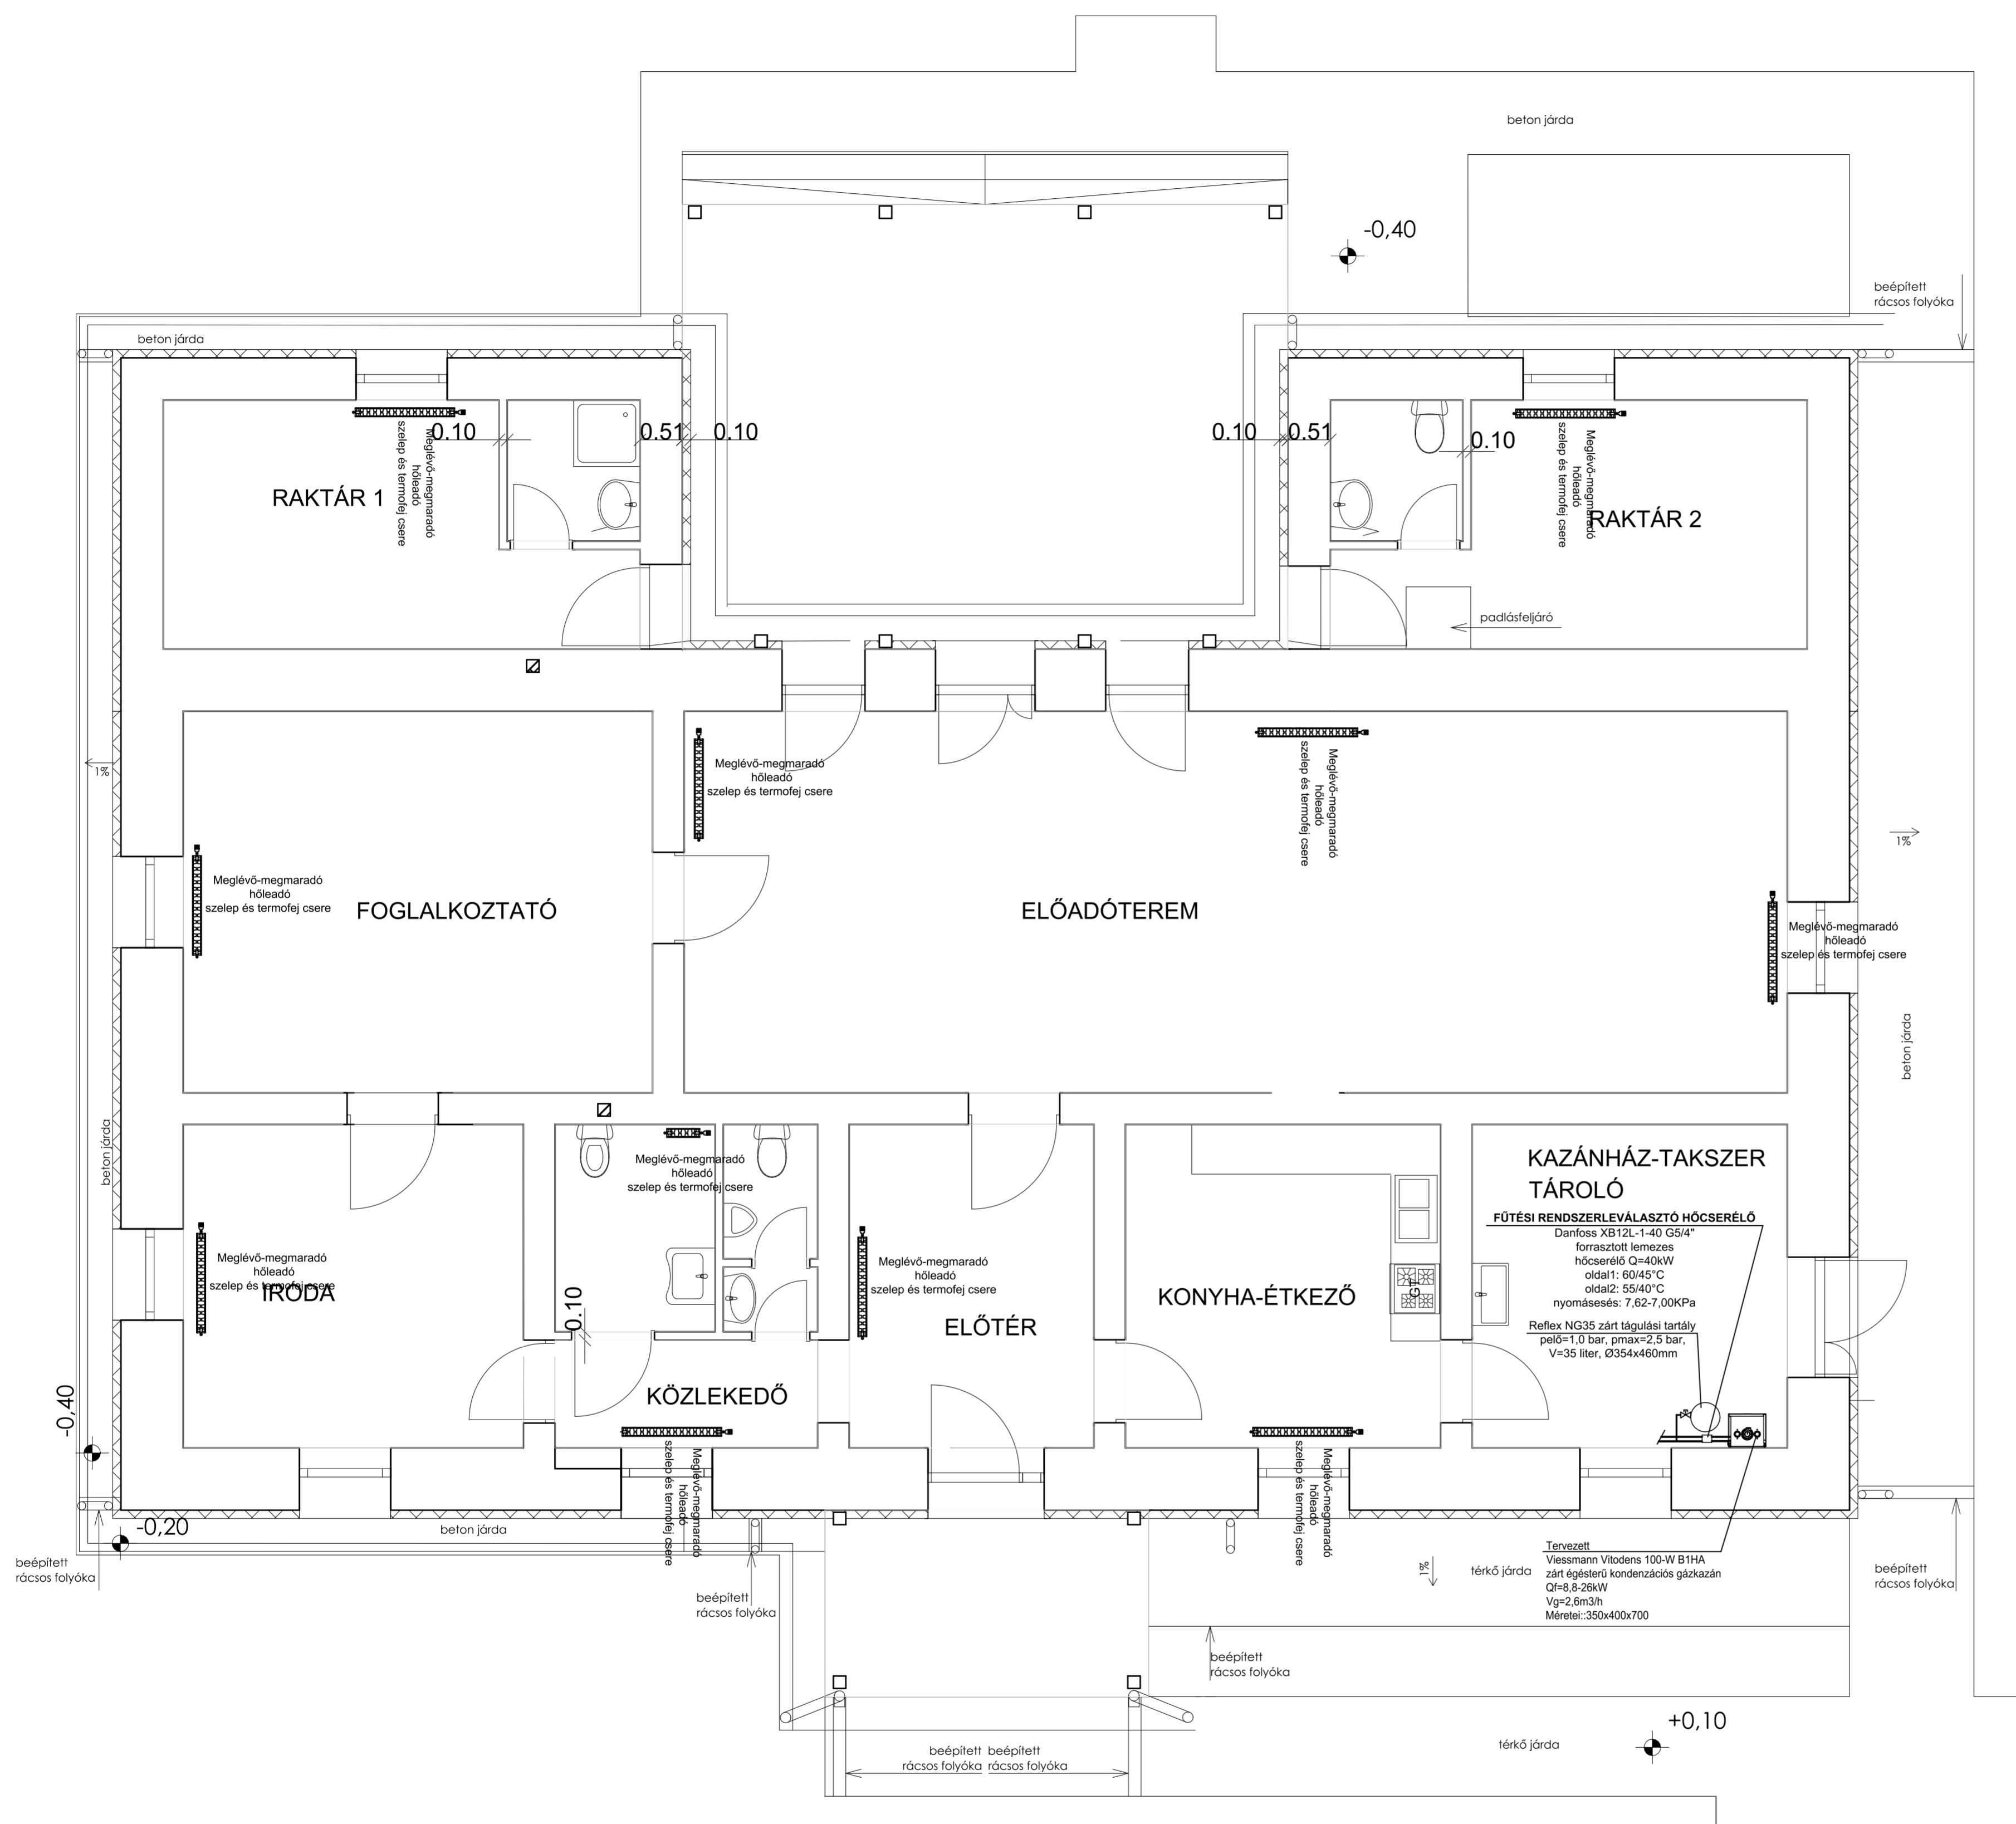 beton járda
-0,40
beépített
rácsos folyóka
beton járda
0.10
0.51
0.10
0.10
0.51
0.10
Meglévő-megmaradó
hőleadó
szelep és termofej csere
RAKTÁR 1
Meglévő-megmaradó
hőleadó
szelep és termofej csere
RAKTÁR 2
padlásfeljáró
1%
Meglévő-megmaradó
hőleadó
szelep és termofej csere
Meglévő-megmaradó
hőleadó
szelep és termofej csere
1%
Meglévő-megmaradó
hőleadó
szelep és termofej csere
FOGLALKOZTATÓ
ELŐADÓTEREM
Meglévő-megmaradó
hőleadó
szelep és termofej csere
beton járda
beton járda
Meglévő-megmaradó
hőleadó
szelep és termofej csere
KAZÁNHÁZ-TAKSZER
TÁROLÓ
FŰTÉSI RENDSZERLEVÁLASZTÓ HŐCSERÉLŐ
Danfoss XB12L-1-40 G5/4"
forrasztott lemezes
hőcserélő Q=40kW
oldal1: 60/45°C
oldal2: 55/40°C
nyomásesés: 7,62-7,00KPa
Reflex NG35 zárt tágulási tartály
pelő=1,0 bar, pmax=2,5 bar,
V=35 liter, Ø354x460mm
Meglévő-megmaradó
hőleadó
szelep és termofej csere
IRODA
0.10
Meglévő-megmaradó
hőleadó
szelep és termofej csere
ELŐTÉR
KONYHA-ÉTKEZŐ
GT
KÖZLEKEDŐ
-0,40
Meglévő-megmaradó
hőleadó
szelep és termofej csere
Meglévő-megmaradó
hőleadó
szelep és termofej csere
-0,20
beton járda
beépített
rácsos folyóka
beépített
rácsos folyóka
1%
térkő járda
Tervezett
Viessmann Vitodens 100-W B1HA
zárt égésterű kondenzációs gázkazán
Qf=8,8-26kW
Vg=2,6m3/h
Méretei::350x400x700
beépített
rácsos folyóka
beépített
rácsos folyóka
+0,10
térkő járda
beépített beépített
rácsos folyóka rácsos folyóka